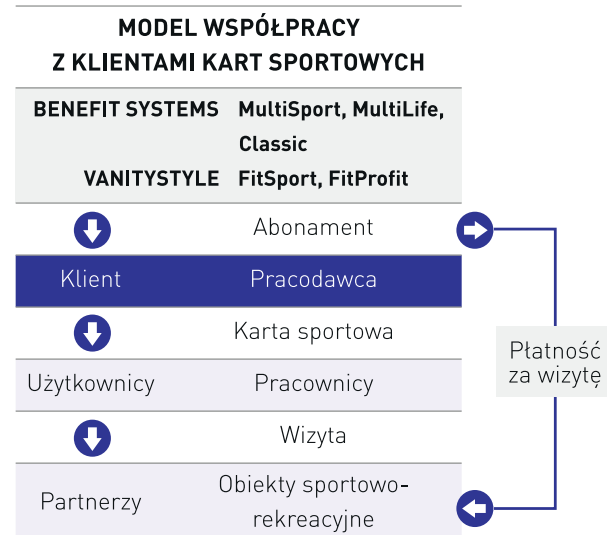 MODEL WSPÓŁPRACY
Z KLIENTAMI KART SPORTOWYCH
BENEFIT SYSTEMS MultiSport, MultiLife,
Classic
VANITYSTYLE FitSport, FitProfit
Abonament
Klient Pracodawca
Karta sportowa
Płatność
za wizytę
Użytkownicy Pracownicy
Wizyta
Partnerzy Obiekty sportowo-
rekreacyjne